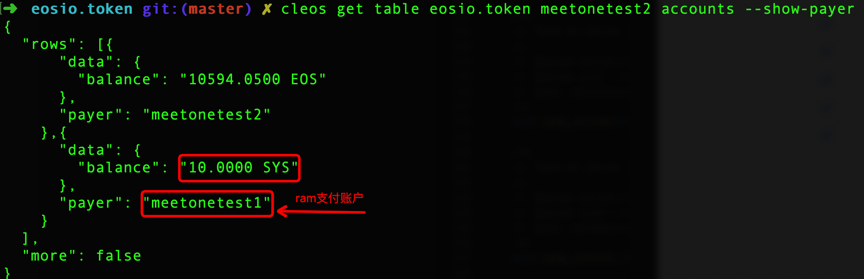 ➜ eosio.token git:(master) ✗ cleos get table eosio.token meetonetest2 accounts --show-payer
{
"rows": [{
"data": {
"balance": "10594.0500 EOS"
},
"payer": "meetonetest2"
},{
"data": {
"balance": "10.0000 SYS"
},
"payer": "meetonetest1" ram支付账户
}
],
"more": false
}